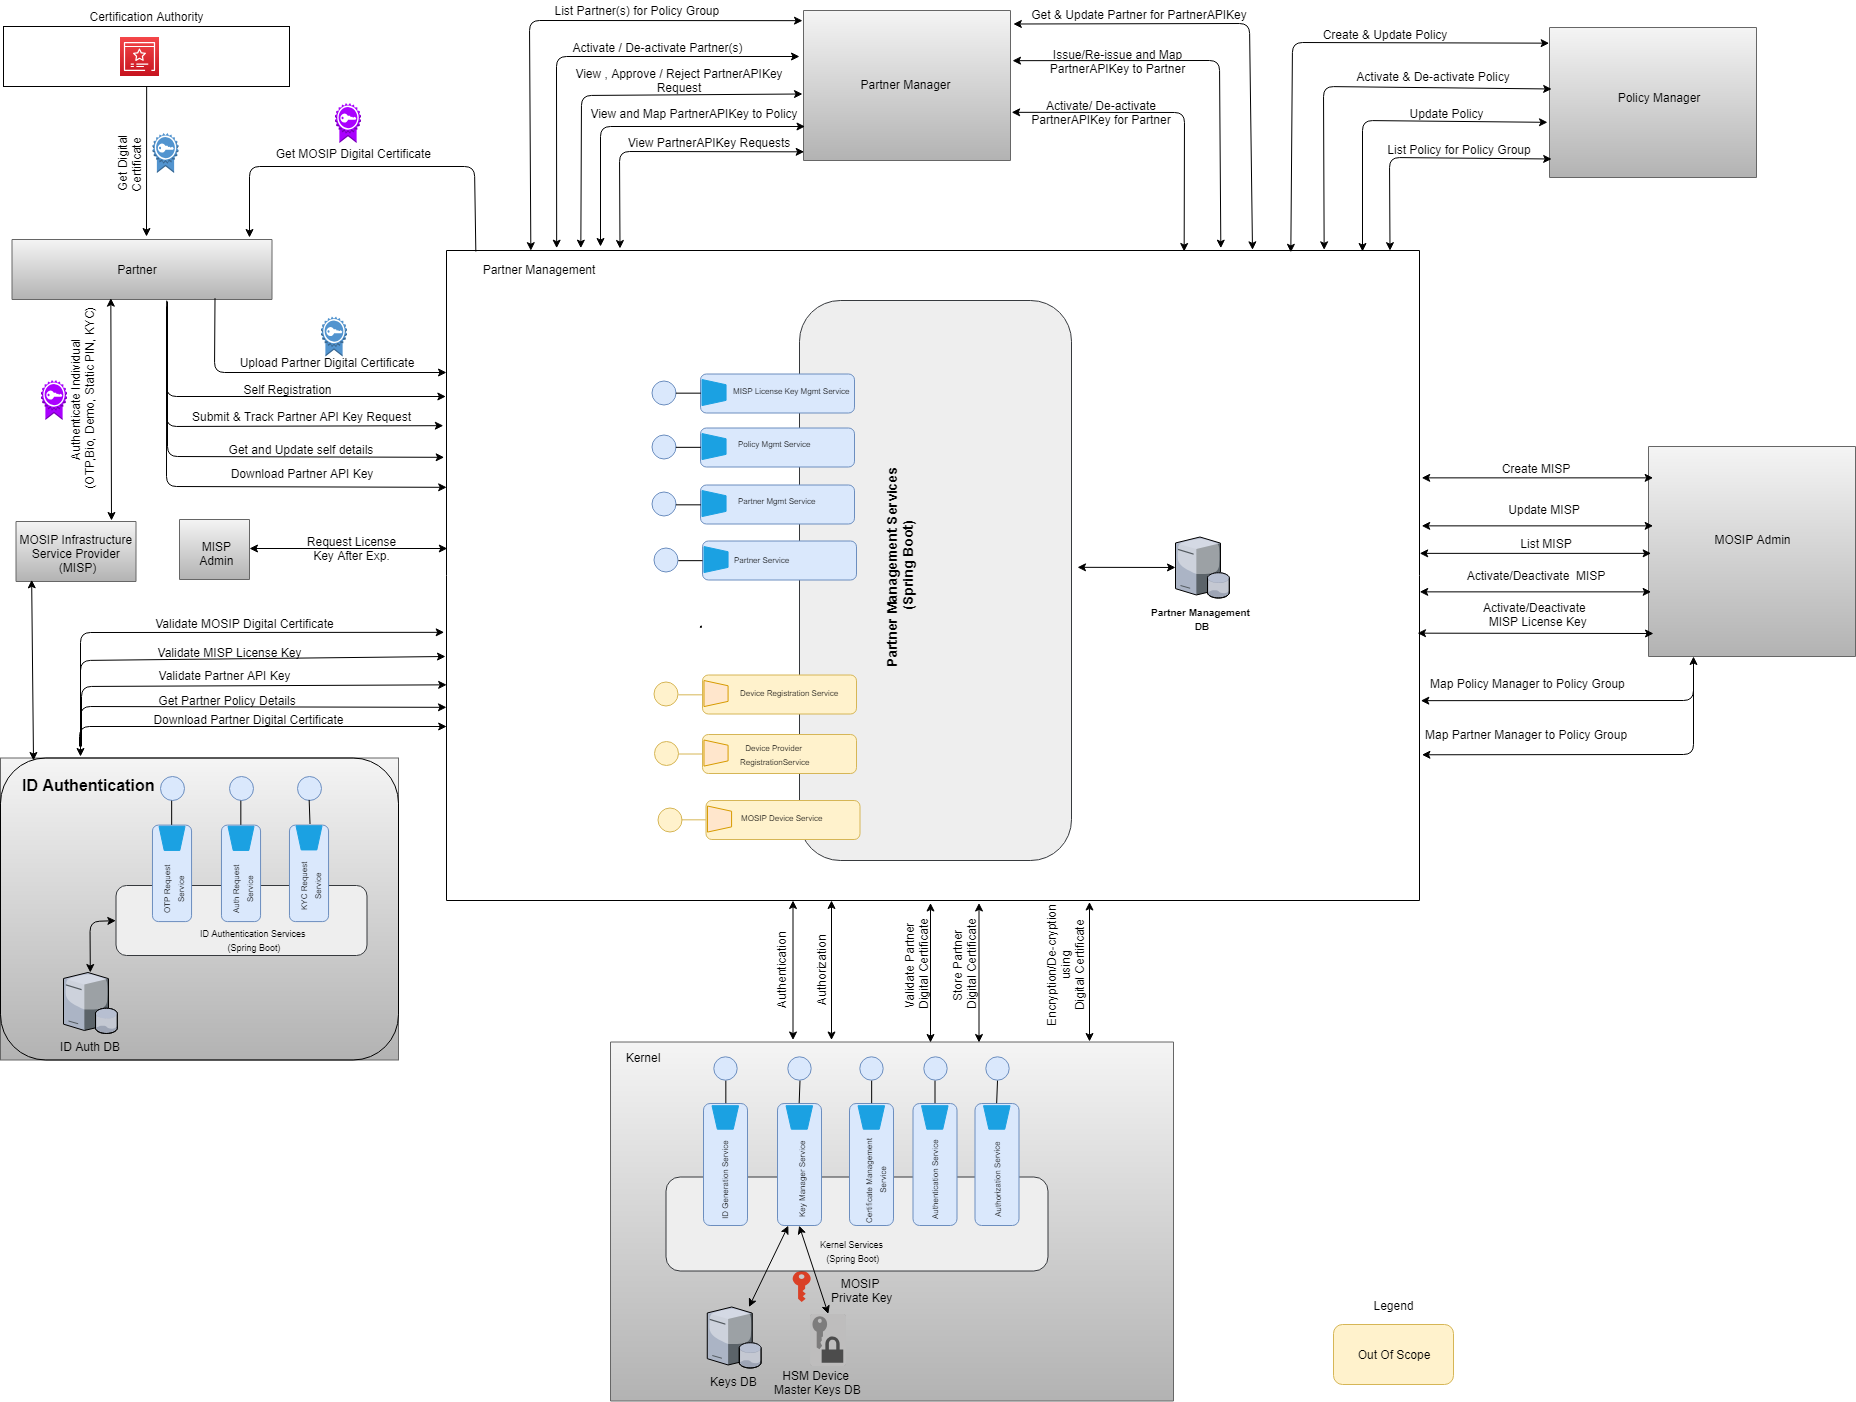 Certification Authority
Get Digital
Certificate
Get MOSIP Digital Certificate
List Partner(s) for Policy Group
Activate / De-activate Partner(s)
View , Approve / Reject PartnerAPIKey
Request
View and Map PartnerAPIKey to Policy
View PartnerAPIKey Requests
Partner Manager
Get & Update Partner for PartnerAPIKey
Issue/Re-issue and Map
PartnerAPIKey to Partner
Activate/ De-activate
PartnerAPIKey for Partner
Create & Update Policy
Activate & De-activate Policy
Update Policy
List Policy for Policy Group
Policy Manager
Partner
Authenticate Individual
(OTP,Bio, Demo, Static PIN, KYC)
Upload Partner Digital Certificate
Self Registration
Submit & Track Partner API Key Request
Get and Update self details
Download Partner API Key
MOSIP Infrastructure
Service Provider
(MISP)
MISP
Admin
Request License
Key After Exp.
Validate MOSIP Digital Certificate
Validate MISP License Key
Validate Partner API Key
Get Partner Policy Details
Download Partner Digital Certificate
Partner Management
MISP License Key Mgmt Service
Policy Mgmt Service
Partner Mgmt Service
Partner Service
.
Device Registration Service
Device Provider
RegistrationService
MOSIP Device Service
Partner Management Services
(Spring Boot)
Partner Management
DB
Create MISP
Update MISP
List MISP
Activate/Deactivate  MISP
Activate/Deactivate
MISP License Key
MOSIP Admin
Map Policy Manager to Policy Group
Map Partner Manager to Policy Group
ID Authentication
OTP Request
Service
Auth Request
Service
KYC Request
Service
ID Authentication Services
(Spring Boot)
ID Auth DB
Authentication
Authorization
Validate Partner
Digital Certificate
Store Partner
Digital Certificate
Encryption/De-cryption
using
Digital Certificate
Kernel
ID Generation Service
Key Manager Service
Certificate Management
Service
Authentication Service
Authorization Service
Kernel Services
(Spring Boot)
MOSIP
Private Key
Keys DB
HSM Device
Master Keys DB
Legend
Out Of Scope